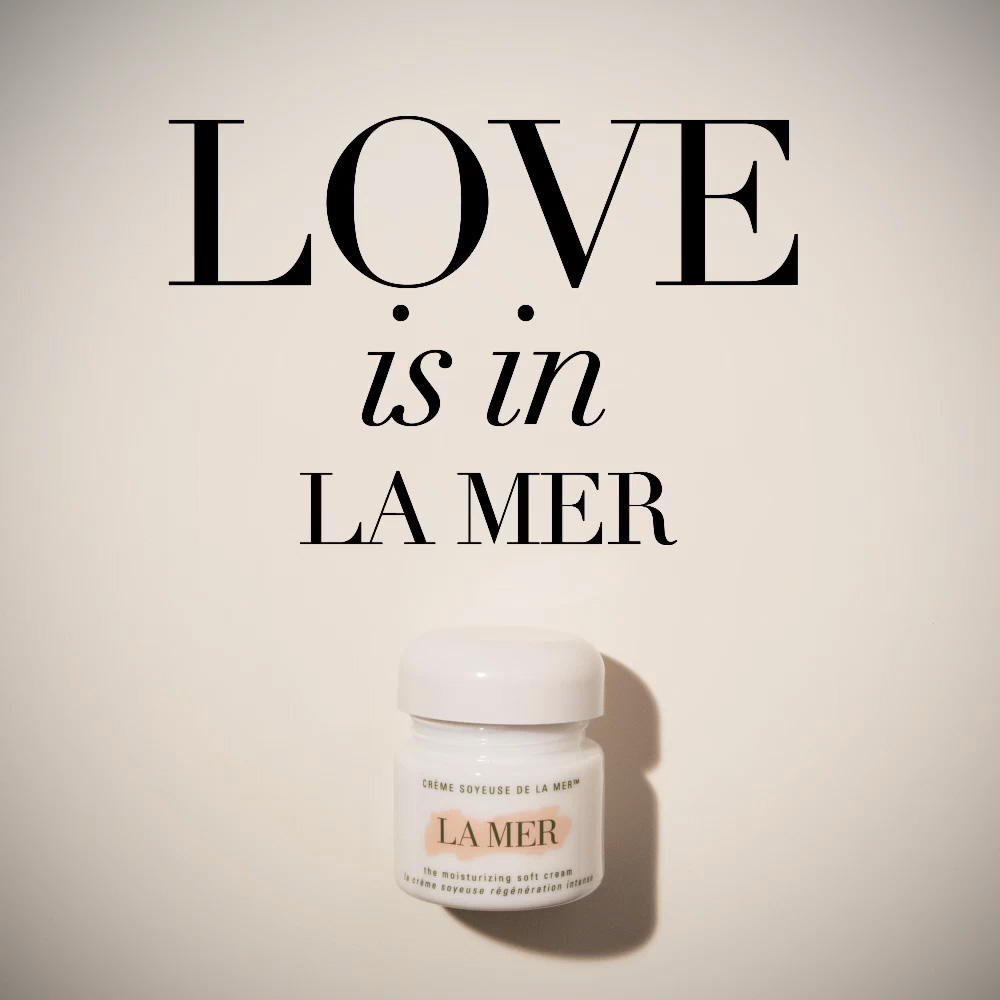 LOVE
is in
LA MER
CRÈME SOYEUSE DE LA MER™
LA MER
the moisturizing soft cream
la crème soyeuse régénération intense